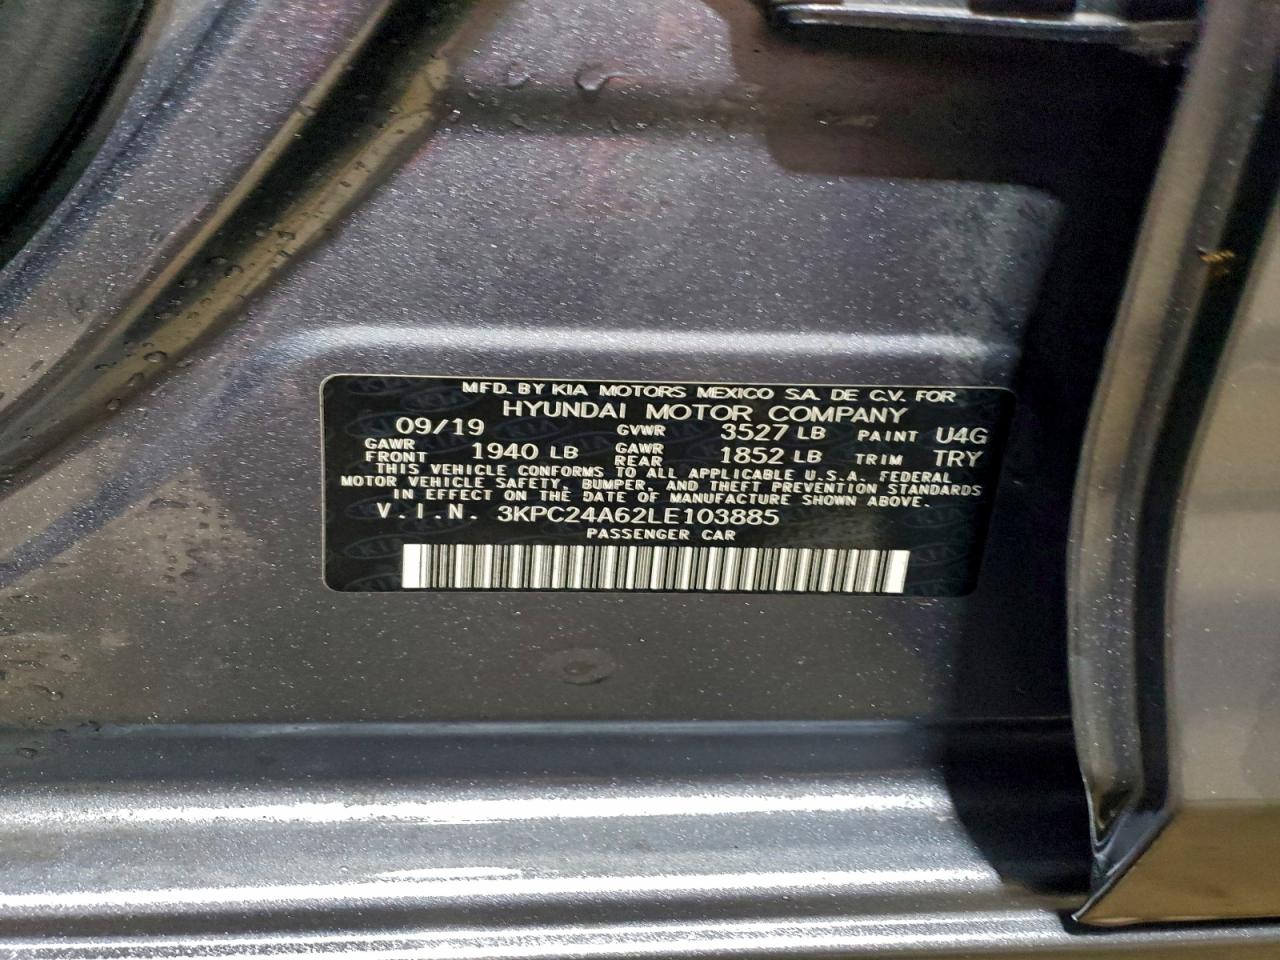 MFD. BY KIA MOTORS MEXICO S.A. DE C.V. FOR
HYUNDAI MOTOR COMPANY
09/19 GVWR 3527 LB PAINT U4G
GAWR FRONT 1940 LB GAWR REAR 1852 LB TRIM TRY
THIS VEHICLE CONFORMS TO ALL APPLICABLE U.S.A. FEDERAL
MOTOR VEHICLE SAFETY, BUMPER, AND THEFT PREVENTION STANDARDS
IN EFFECT ON THE DATE OF MANUFACTURE SHOWN ABOVE.
V.I.N. 3KPC24A62LE103885
PASSENGER CAR